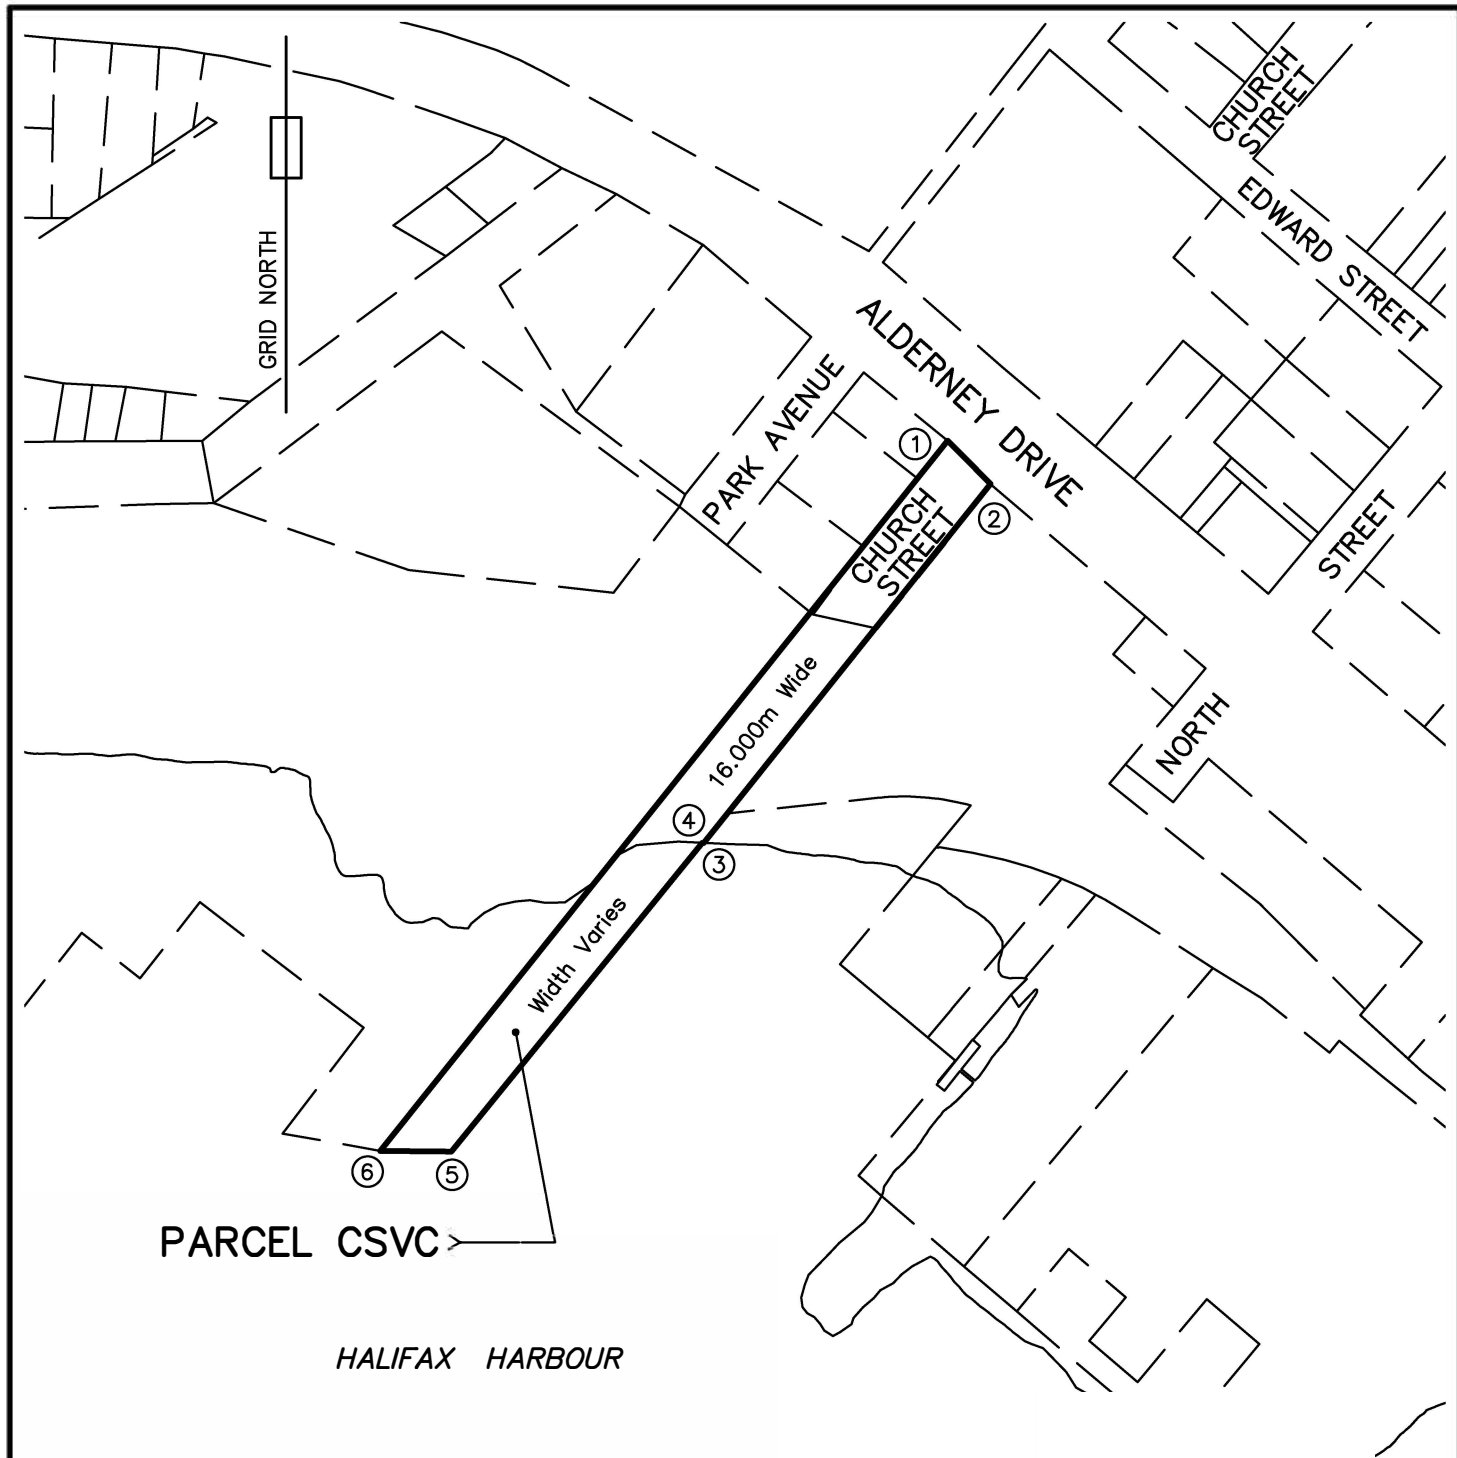 CHURCH
STREET
EDWARD STREET
GRID NORTH
ALDERNEY DRIVE
PARK AVENUE
1
2
CHURCH
STREET
STREET
NORTH
16.000m Wide
4
3
Width Varies
6
5
PARCEL CSVC
HALIFAX HARBOUR